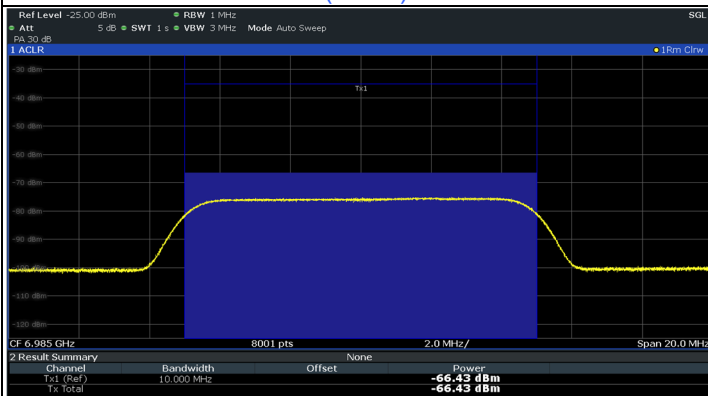 Ref Level -25.00 dBm RBW 1 MHz SGL
Att 5 dB SWT 1 s VBW 3 MHz Mode Auto Sweep
PA 30 dB
1 ACLR 1Rm Clrw
-30 dBm
Tx1
-40 dBm
-50 dBm
-60 dBm
-70 dBm
-80 dBm
-90 dBm
-110 dBm
-120 dBm
CF 6.985 GHz 8001 pts 2.0 MHz/ Span 20.0 MHz
2 Result Summary None
Channel Bandwidth Offset Power
Tx1 (Ref) 10.000 MHz -66.43 dBm
Tx Total -66.43 dBm